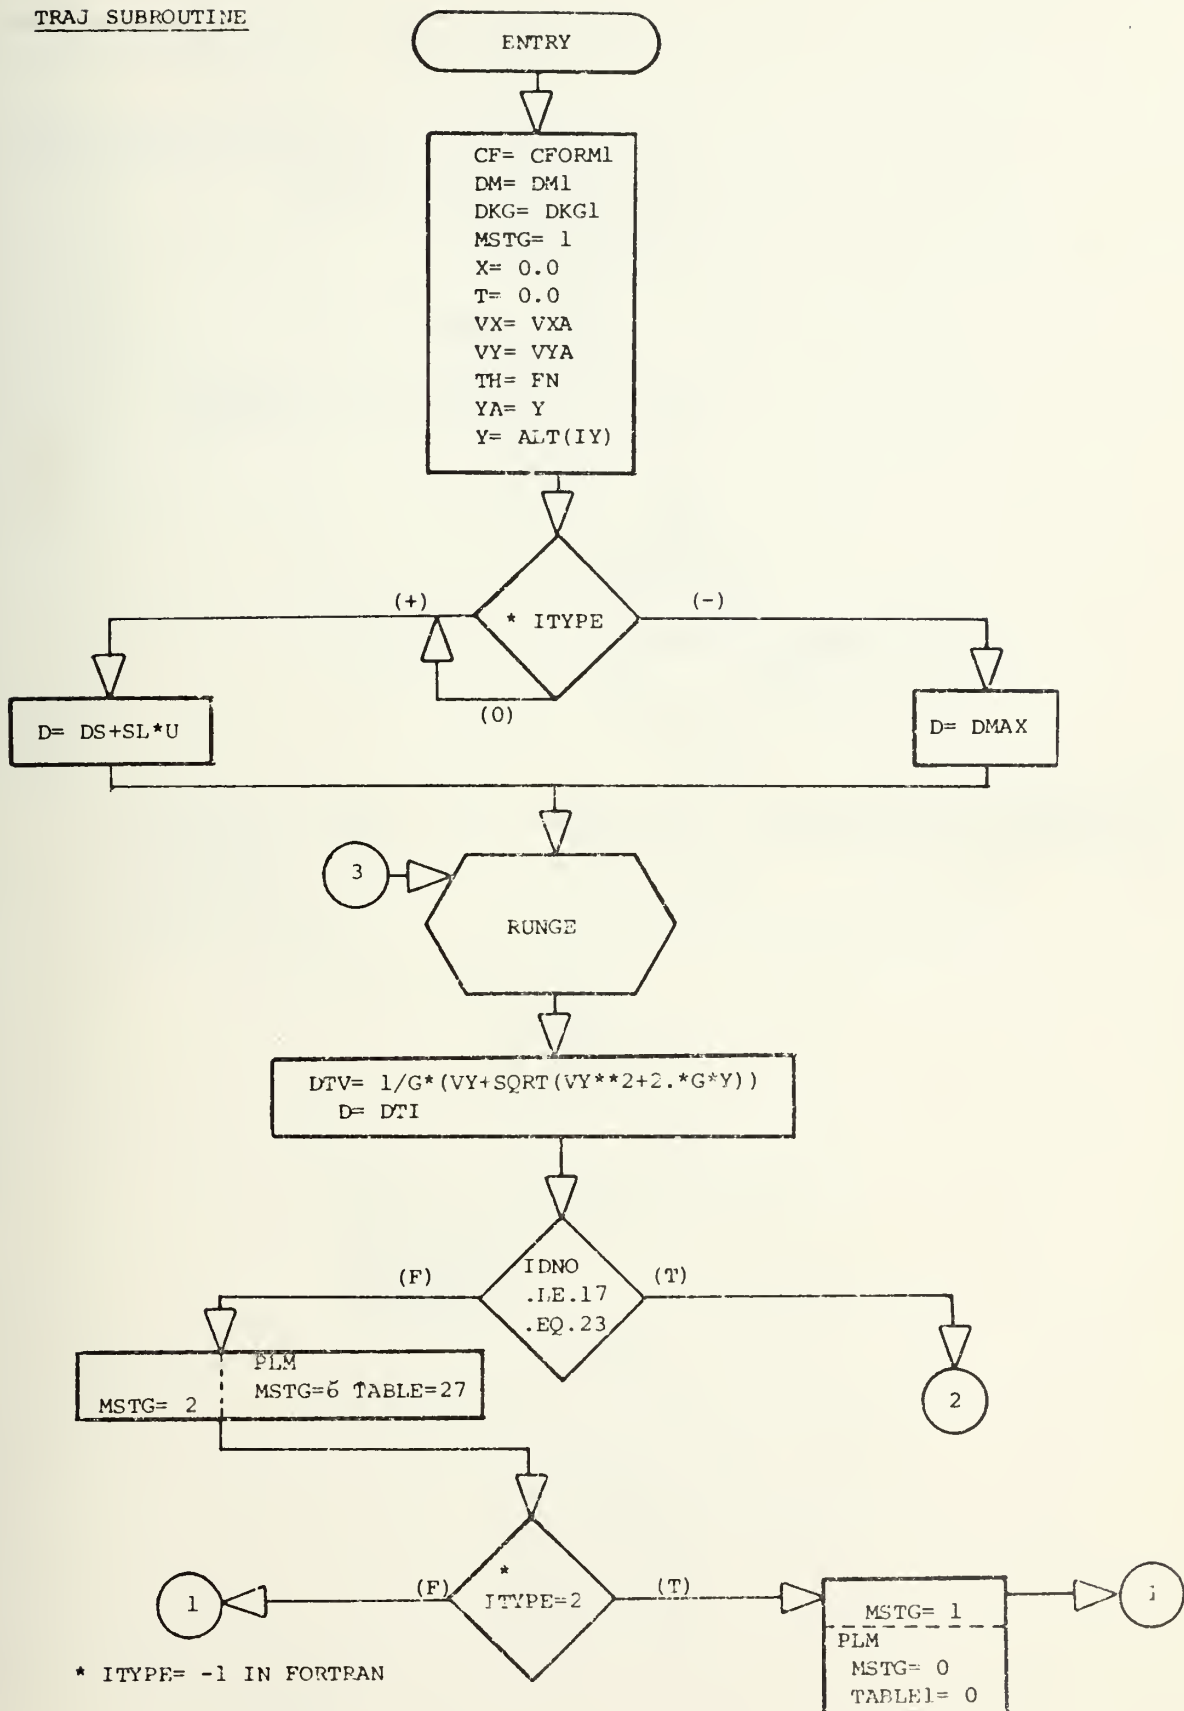 TRAJ SUBROUTINE
ENTRY
CF= CFORM1
DM= DM1
DKG= DKG1
MSTG= 1
X= 0.0
T= 0.0
VX= VXA
VY= VYA
TH= FN
YA= Y
Y= ALT(IY)
(+)
* ITYPE
(-)
(0)
D= DS+SL*U
D= DMAX
3
RUNGE
DTV= 1/G*(VY+SQRT(VY**2+2.*G*Y))
D= DTI
(F)
IDNO
.LE.17
.EQ.23
(T)
2
PLM
MSTG=6 TABLE=27
MSTG= 2
1
(F)
*
ITYPE=2
(T)
MSTG= 1
PLM
MSTG= 0
TABLE1= 0
1
* ITYPE= -1 IN FORTRAN